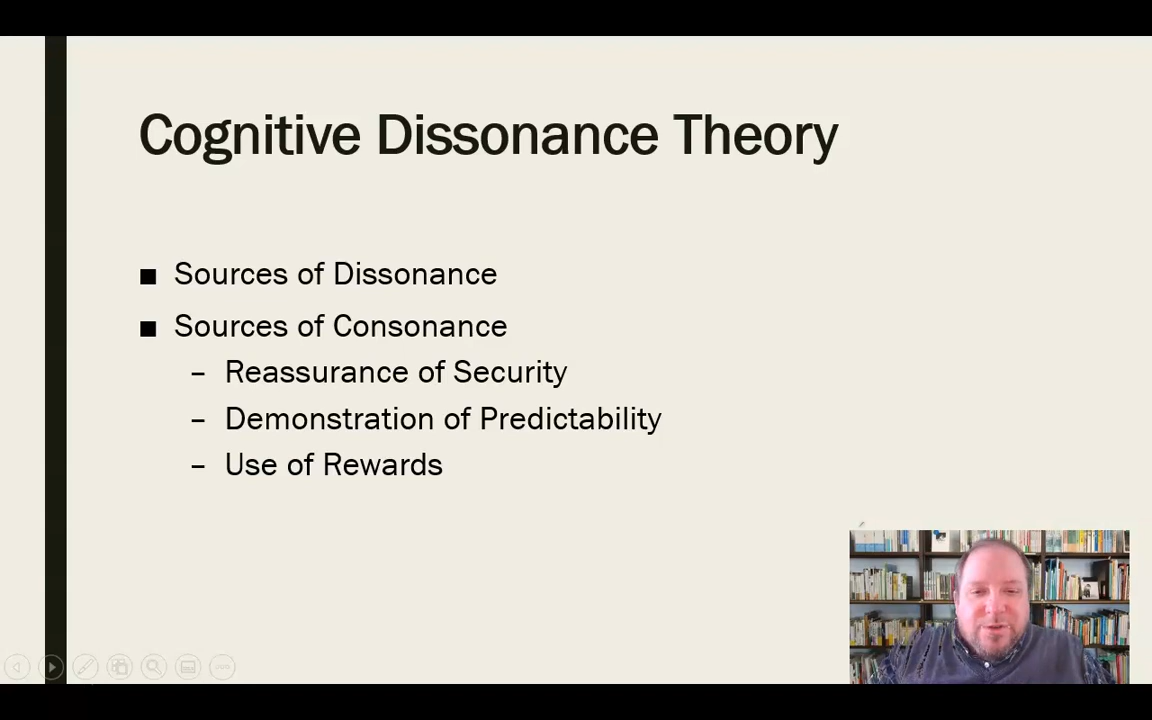 Cognitive Dissonance Theory
■ Sources of Dissonance
■ Sources of Consonance
– Reassurance of Security
– Demonstration of Predictability
– Use of Rewards